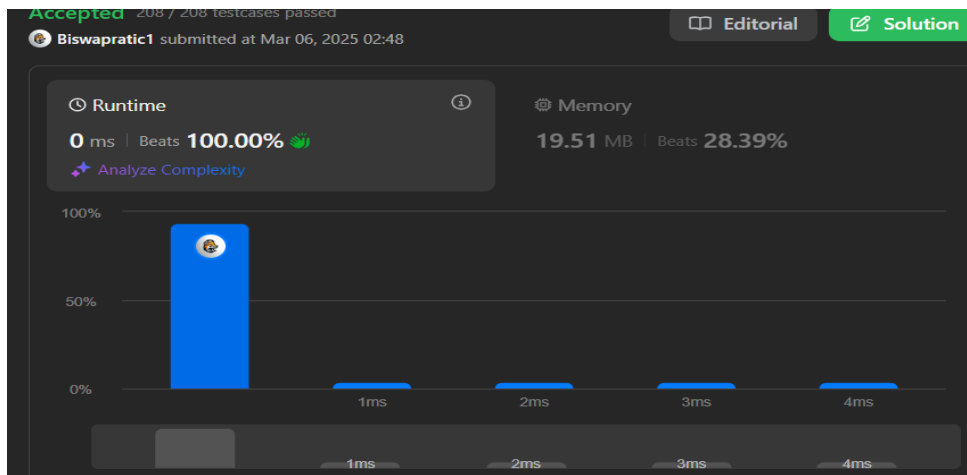 Accepted 208 / 208 testcases passed
Editorial
Solution
Biswapratic1 submitted at Mar 06, 2025 02:48
Runtime
Memory
0 ms | Beats 100.00%
19.51 MB | Beats 28.39%
Analyze Complexity
100%
50%
0%
1ms 2ms 3ms 4ms
1ms 2ms 3ms 4ms